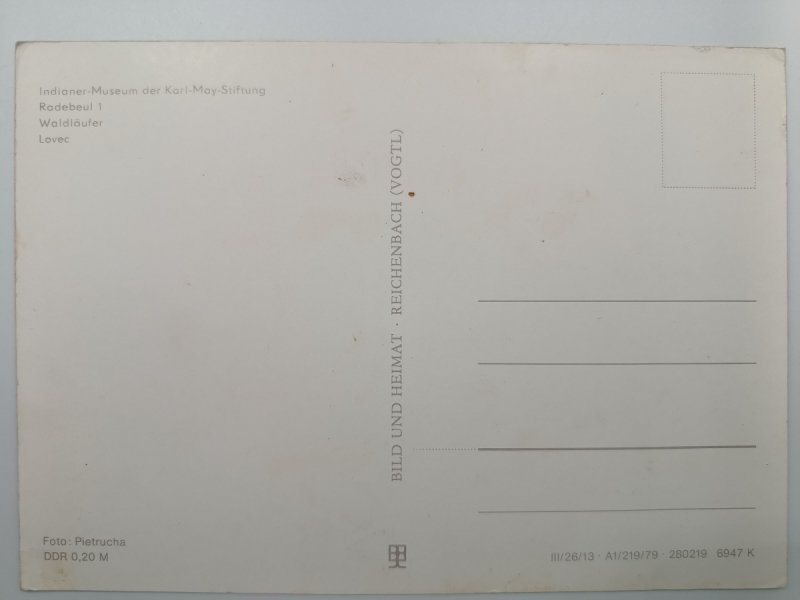 Indianer-Museum der Karl-May-Stiftung
Radebeul 1
Waldläufer
Lovec
BILD UND HEIMAT · REICHENBACH (VOGTL)
Foto: Pietrucha
DDR 0,20 M
III/26/13 · A1/219/79 · 280219 6947 K